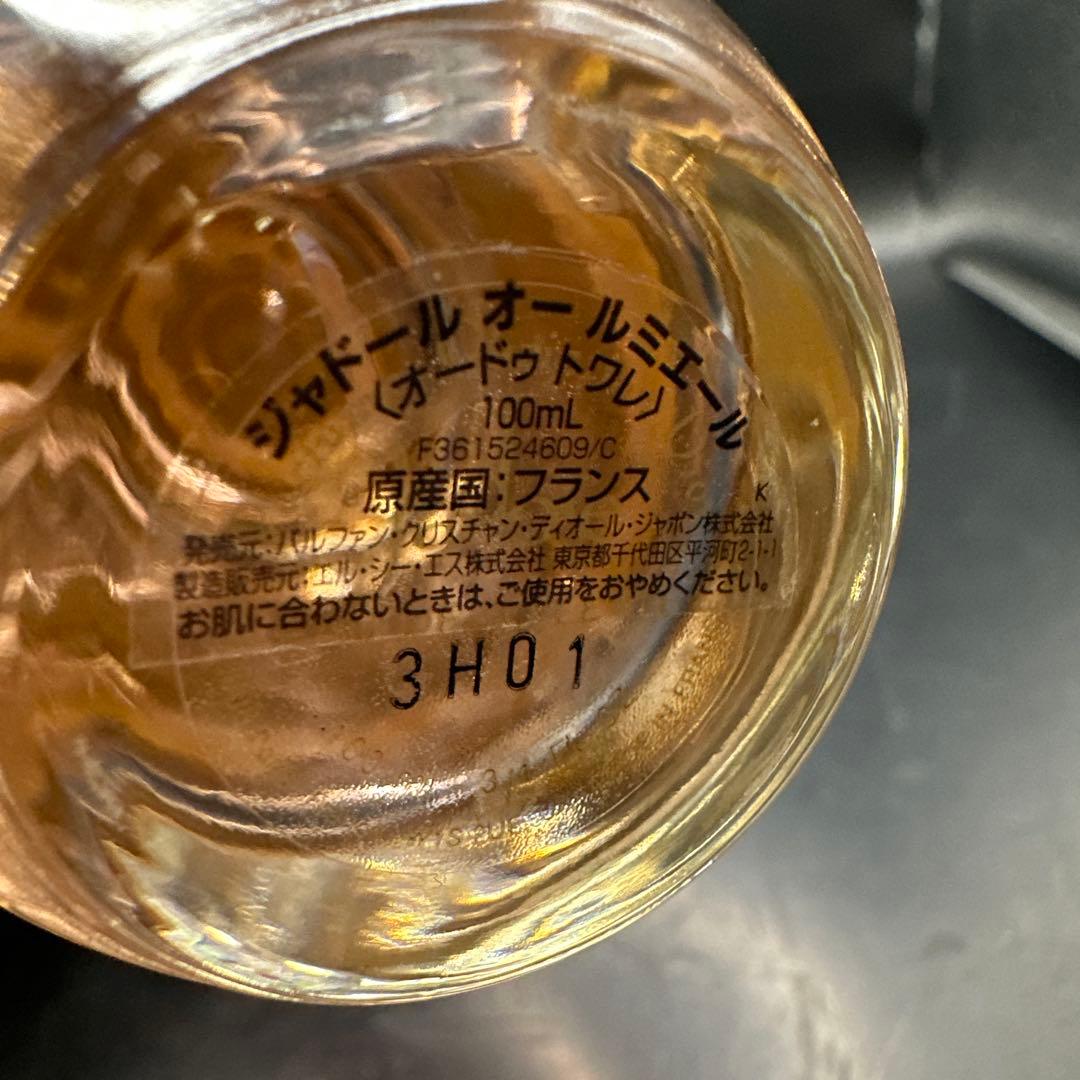 ジャドール オー ルミエール
〈オードゥ トワレ〉
100mL
F361524609/C
原産国：フランス
K
発売元：パルファン・クリスチャン・ディオール・ジャポン株式会社
製造販売元：エル・シー・エス株式会社 東京都千代田区平河町2-1-1
お肌に合わないときは、ご使用をおやめください。
3H01